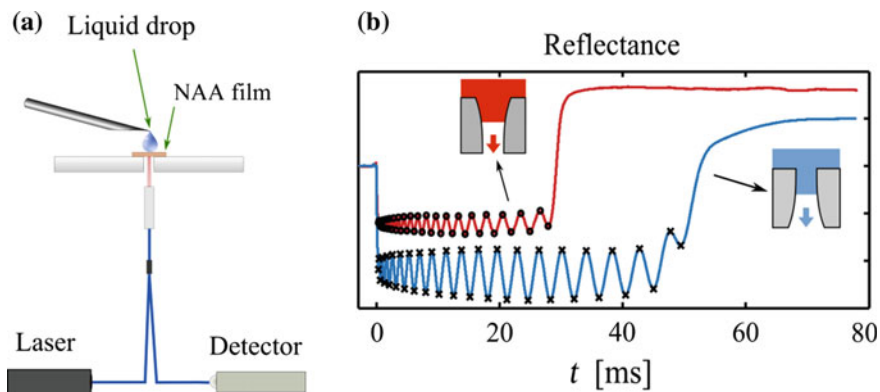 (a)
Liquid drop
NAA film
Laser
Detector
(b)
Reflectance
0
20
40
60
80
t [ms]